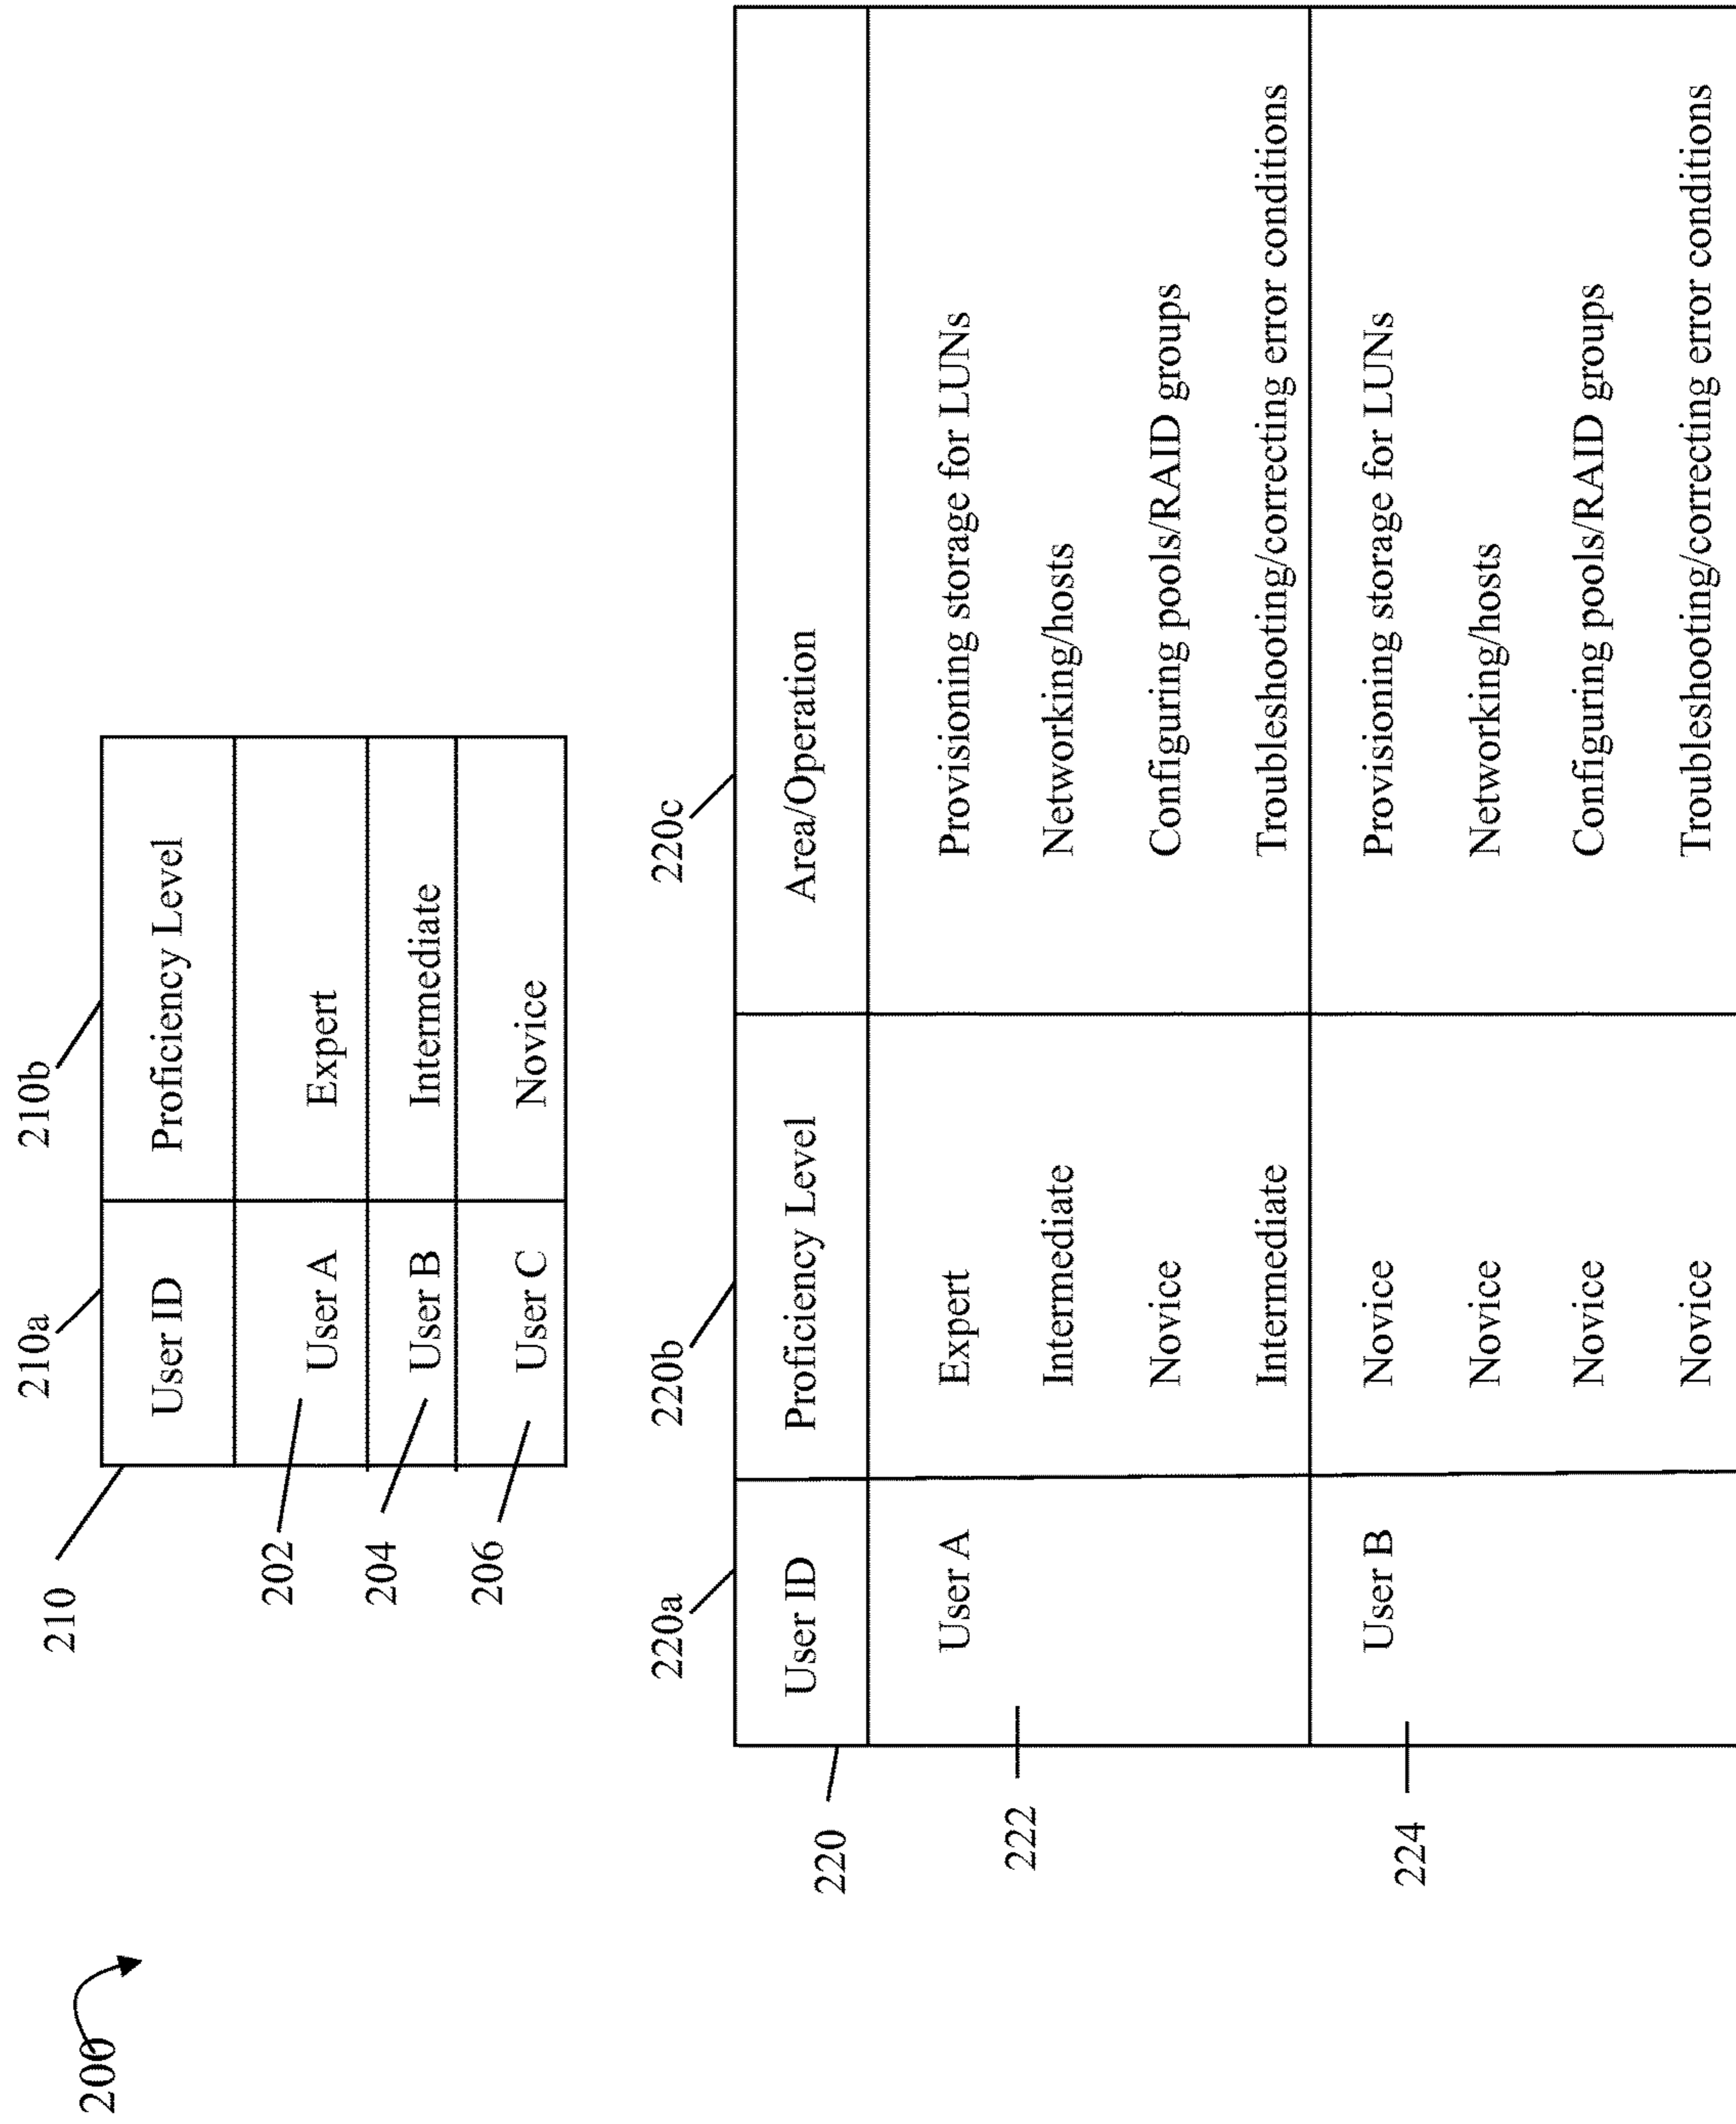 200
210
210a
210b
User ID Proficiency Level
202
User A Expert
204
User B Intermediate
206
User C Novice
220a
220b
220c
220
User ID Proficiency Level Area/Operation
222
User A Expert Provisioning storage for LUNs
Intermediate Networking/hosts
Novice Configuring pools/RAID groups
Intermediate Troubleshooting/correcting error conditions
224
User B Novice Provisioning storage for LUNs
Novice Networking/hosts
Novice Configuring pools/RAID groups
Novice Troubleshooting/correcting error conditions